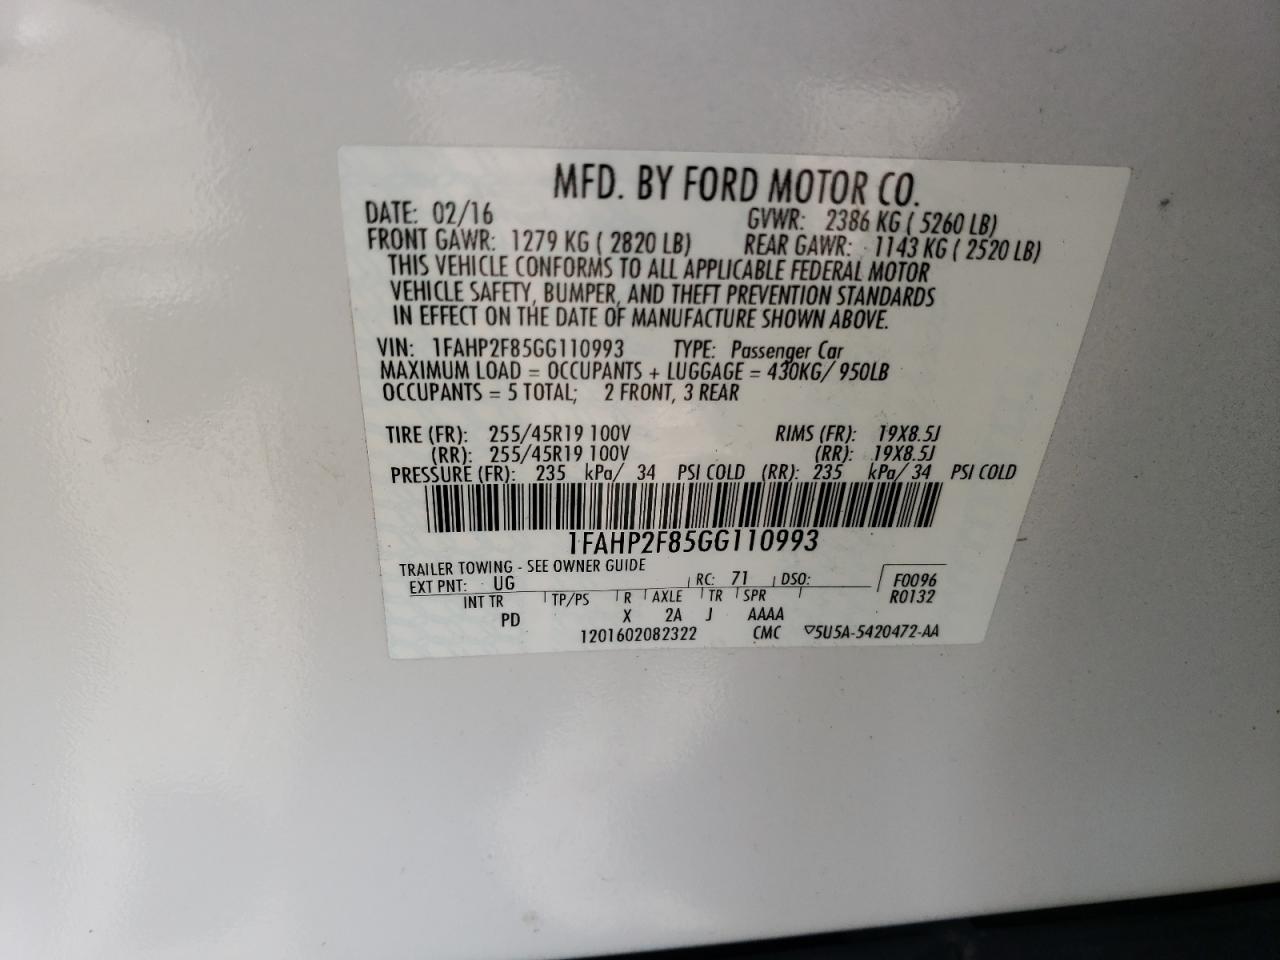 MFD. BY FORD MOTOR CO.
DATE: 02/16 GVWR: 2386 KG ( 5260 LB)
FRONT GAWR: 1279 KG ( 2820 LB) REAR GAWR: 1143 KG ( 2520 LB)
THIS VEHICLE CONFORMS TO ALL APPLICABLE FEDERAL MOTOR
VEHICLE SAFETY, BUMPER, AND THEFT PREVENTION STANDARDS
IN EFFECT ON THE DATE OF MANUFACTURE SHOWN ABOVE.
VIN: 1FAHP2F85GG110993 TYPE: Passenger Car
MAXIMUM LOAD = OCCUPANTS + LUGGAGE = 430KG/ 950LB
OCCUPANTS = 5 TOTAL; 2 FRONT, 3 REAR
TIRE (FR): 255/45R19 100V RIMS (FR): 19X8.5J
(RR): 255/45R19 100V (RR): 19X8.5J
PRESSURE (FR): 235 kPa/ 34 PSI COLD (RR): 235 kPa/ 34 PSI COLD
1FAHP2F85GG110993
TRAILER TOWING - SEE OWNER GUIDE
EXT PNT: UG RC: 71 DSO: F0096
INT TR TP/PS R AXLE TR SPR R0132
PD X 2A J AAAA
1201602082322 CMC ▽5U5A-5420472-AA